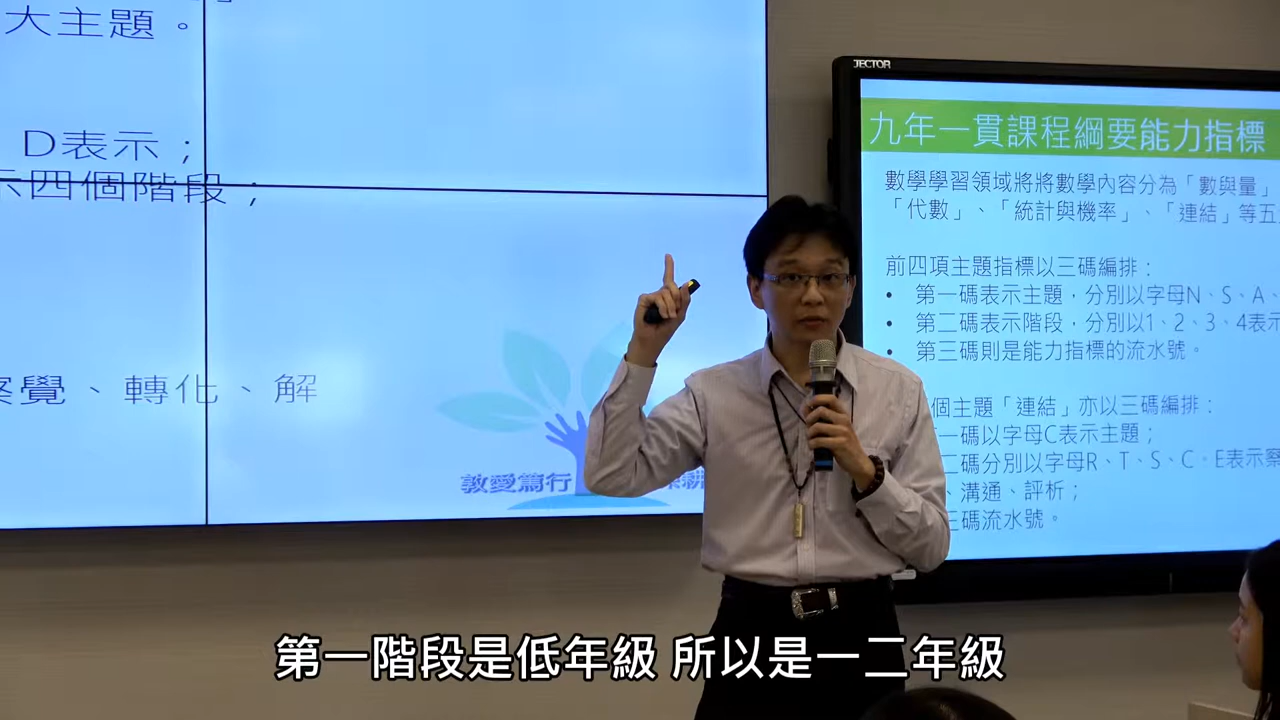 大主題。
D表示；
示四個階段；
察覺、轉化、解
敦愛篤行
深耕
JECTOR
九年一貫課程綱要能力指標
數學學習領域將將數學內容分為「數與量」
「代數」、「統計與機率」、「連結」等五
前四項主題指標以三碼編排：
• 第一碼表示主題，分別以字母N、S、A、
• 第二碼表示階段，分別以1、2、3、4表示
• 第三碼則是能力指標的流水號。
個主題「連結」亦以三碼編排：
一碼以字母C表示主題；
二碼分別以字母R、T、S、C、E表示察
、溝通、評析；
三碼流水號。
第一階段是低年級 所以是一二年級